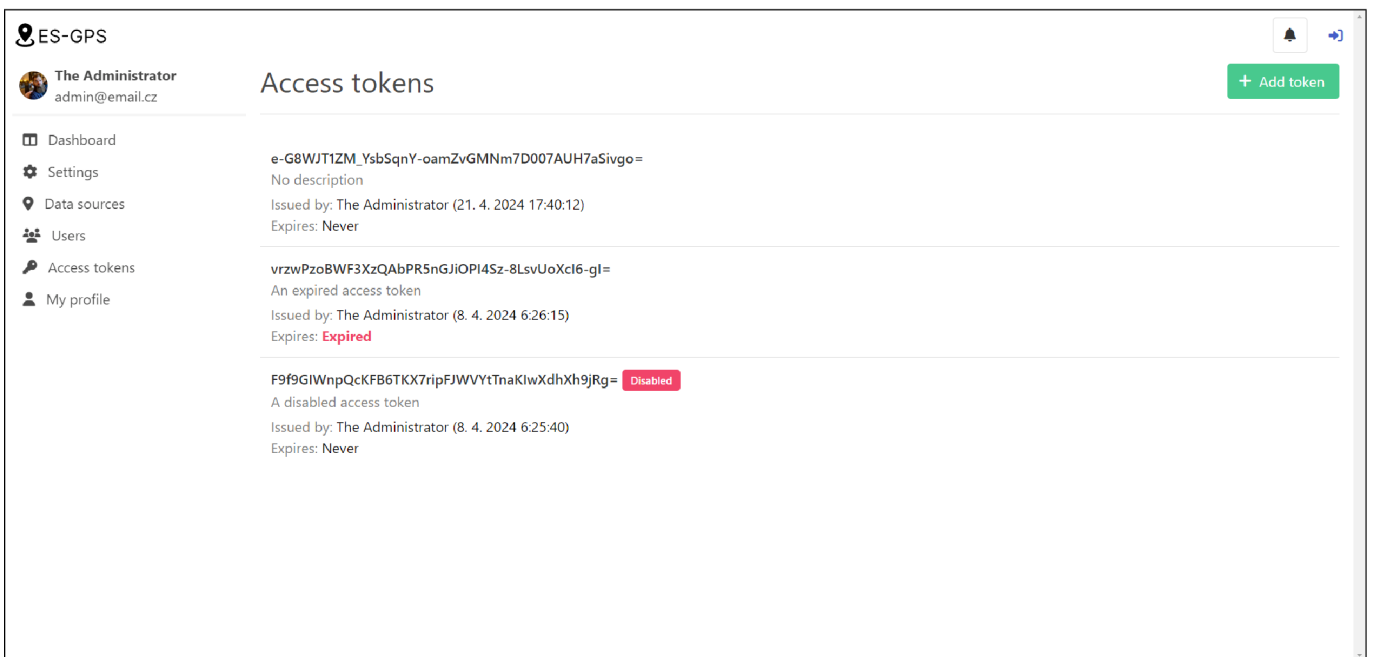 ES-GPS
The Administrator
admin@email.cz
Dashboard
Settings
Data sources
Users
Access tokens
My profile
Access tokens
+ Add token
e-G8WJT1ZM_YsbSqnY-oamZvGMNm7D007AUH7aSivgo=
No description
Issued by: The Administrator (21. 4. 2024 17:40:12)
Expires: Never
vrzwPzoBWF3XzQAbPR5nGJiOPI4Sz-8LsvUoXcI6-gI=
An expired access token
Issued by: The Administrator (8. 4. 2024 6:26:15)
Expires: Expired
F9f9GIWnpQcKFB6TKX7ripFJWVYtTnaKIwXdhXh9jRg= Disabled
A disabled access token
Issued by: The Administrator (8. 4. 2024 6:25:40)
Expires: Never